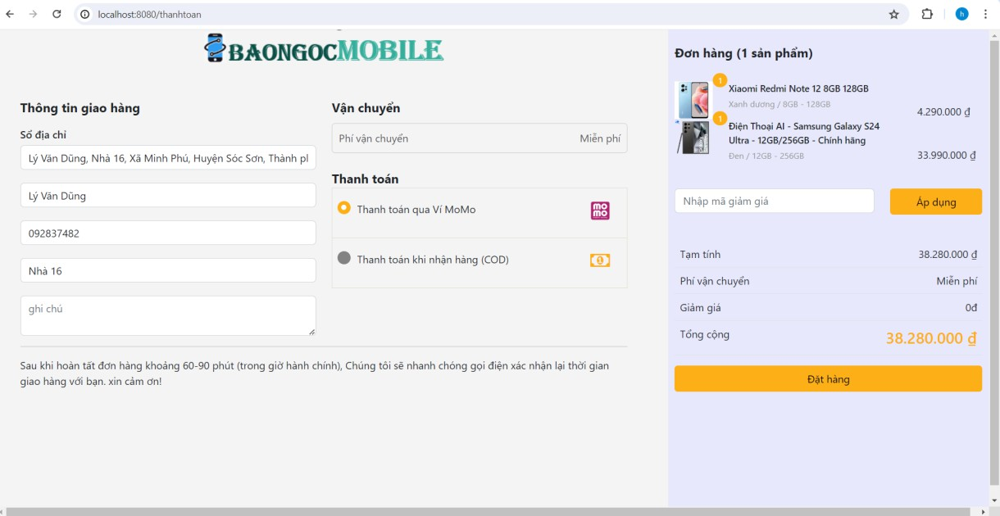 localhost:8080/thanhtoan
h
BAONGOCMOBILE
Thông tin giao hàng
Sổ địa chỉ
Lý Văn Dũng, Nhà 16, Xã Minh Phú, Huyện Sóc Sơn, Thành pl
Lý Văn Dũng
092837482
Nhà 16
ghi chú
Vận chuyển
Phí vận chuyển Miễn phí
Thanh toán
Thanh toán qua Ví MoMo
mo
mo
Thanh toán khi nhận hàng (COD)
Sau khi hoàn tất đơn hàng khoảng 60-90 phút (trong giờ hành chính), Chúng tôi sẽ nhanh chóng gọi điện xác nhận lại thời gian
giao hàng với bạn. xin cảm ơn!
Đơn hàng (1 sản phẩm)
1
Xiaomi Redmi Note 12 8GB 128GB
Xanh dương / 8GB - 128GB
4.290.000 ₫
1
Điện Thoại AI - Samsung Galaxy S24
Ultra - 12GB/256GB - Chính hãng
Đen / 12GB - 256GB
33.990.000 ₫
Nhập mã giảm giá
Áp dụng
Tạm tính 38.280.000 ₫
Phí vận chuyển Miễn phí
Giảm giá 0đ
Tổng cộng 38.280.000 ₫
Đặt hàng